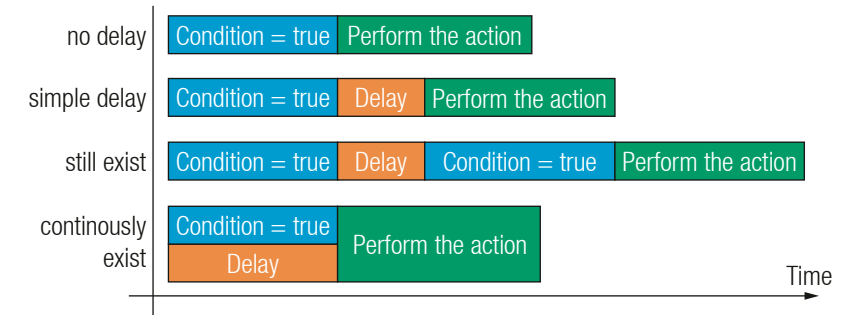 no delay Condition = true Perform the action
simple delay Condition = true Delay Perform the action
still exist Condition = true Delay Condition = true Perform the action
continously
exist
Condition = true
Delay
Perform the action
Time